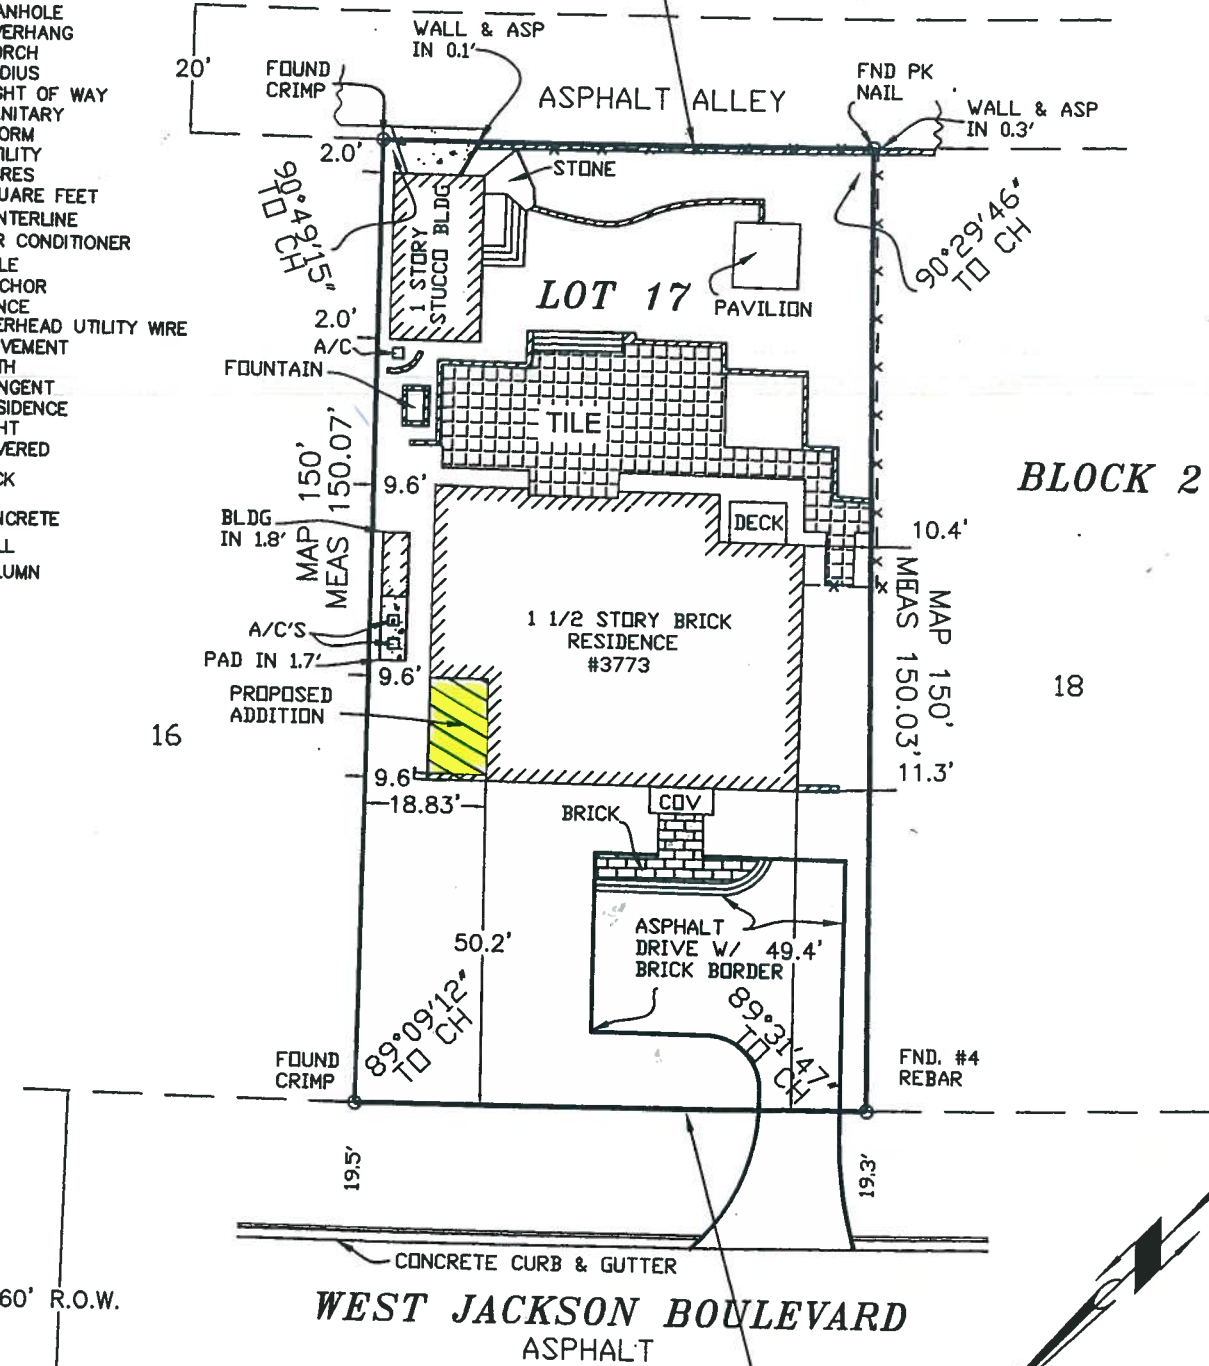 ANHOLE
VERHANG
ORCH
DIUS
GHT OF WAY
ANITARY
ORM
ILITY
RES
QUARE FEET
NTERLINE
R CONDITIONER
LE
CHOR
NCE
ERHEAD UTILITY WIRE
VEMENT
TH
NGENT
SIDENCE
HT
VERED
CK
NCRETE
LL
LUMN
20'
WALL & ASP
IN 0.1'
FOUND
CRIMP
ASPHALT ALLEY
FND PK
NAIL
WALL & ASP
IN 0.3'
2.0'
STONE
90°49'15"
TO CH
1 STORY
STUCCO BLDG
90°29'46"
TO CH
LOT 17
PAVILION
2.0'
A/C
FOUNTAIN
TILE
MAP 150'
MEAS 150.07'
9.6'
BLOCK 2
BLDG
IN 1.8'
DECK
10.4'
1 1/2 STORY BRICK
RESIDENCE
#3773
A/C'S
PAD IN 1.7'
9.6'
MAP 150'
MEAS 150.03'
PROPOSED
ADDITION
16
18
9.6'
11.3'
18.83'
COV
BRICK
ASPHALT
DRIVE W/
BRICK BORDER
50.2'
49.4'
89°09'12"
TO CH
89°31'47"
TO CH
FOUND
CRIMP
FND. #4
REBAR
19.5'
19.3'
CONCRETE CURB & GUTTER
60' R.O.W.
WEST JACKSON BOULEVARD
ASPHALT